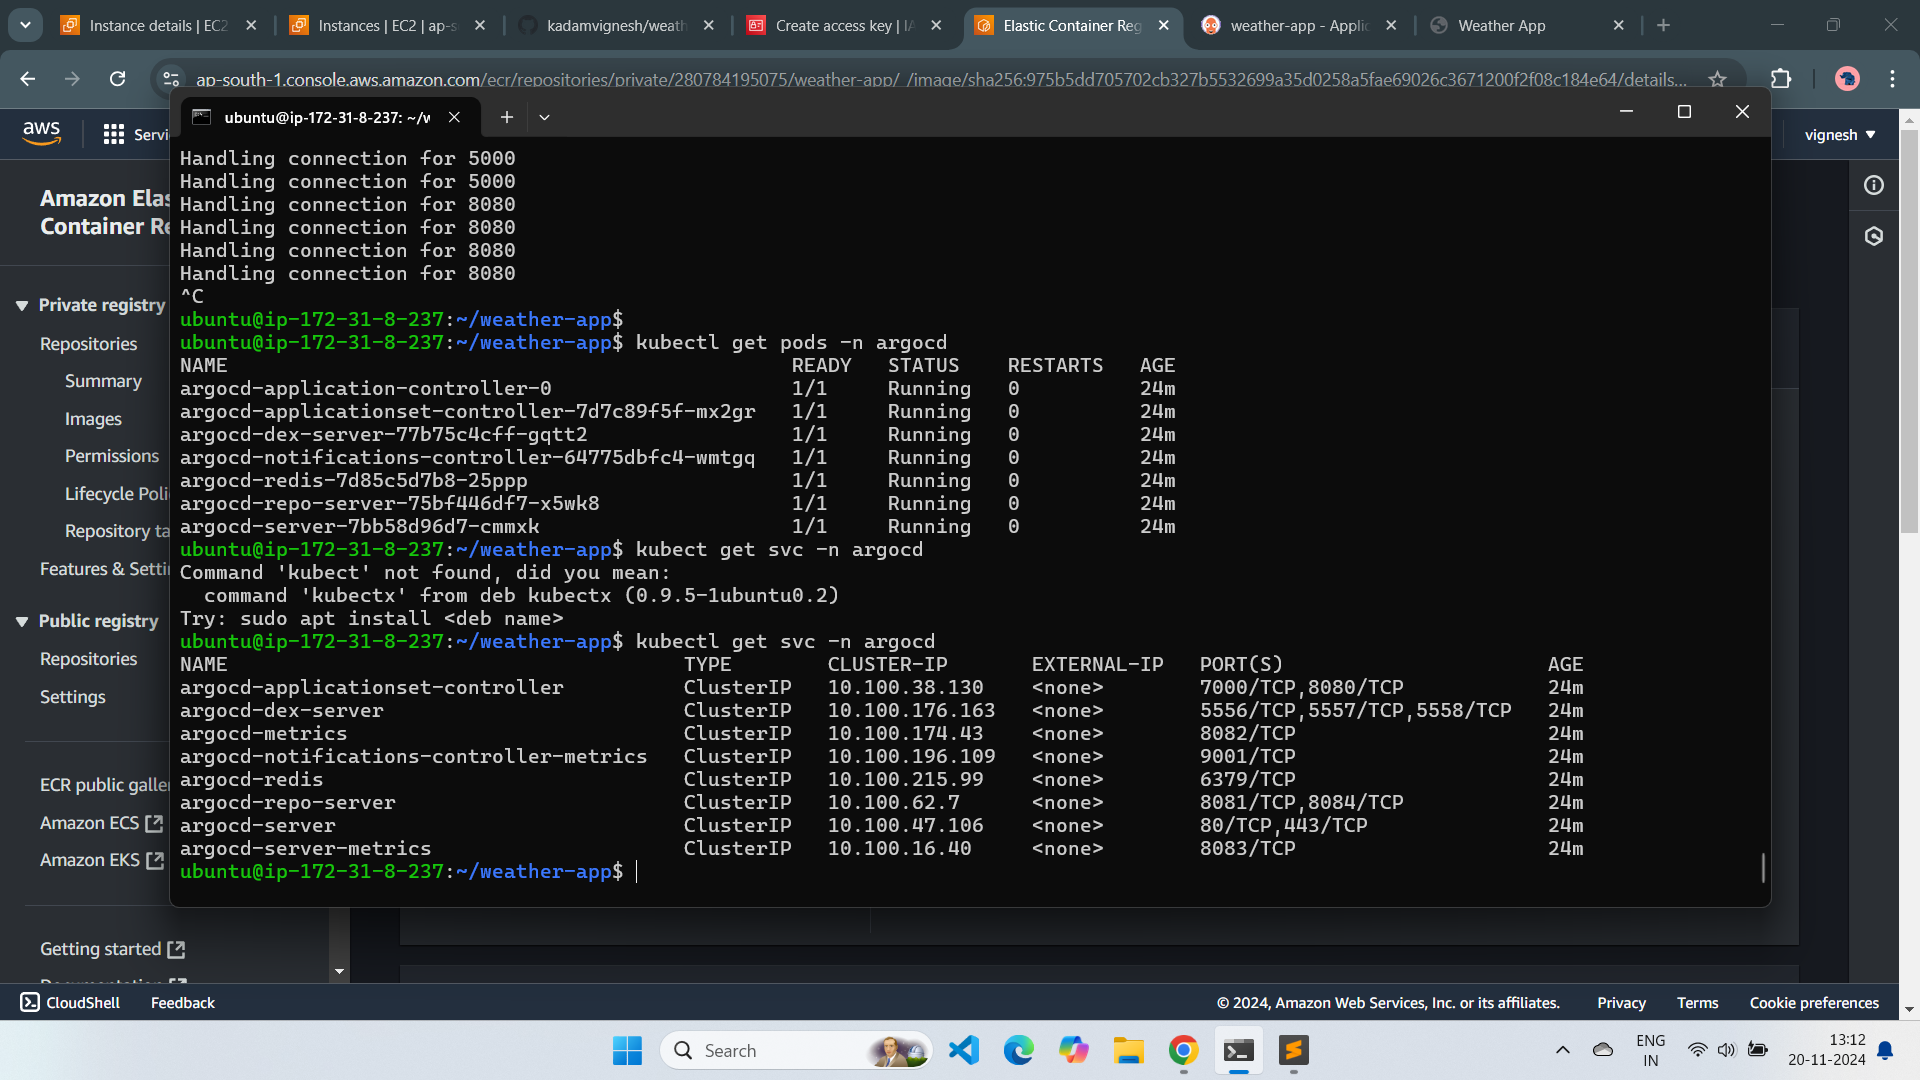 Instance details | EC2
Instances | EC2 | ap-s
kadamvignesh/weath
Create access key | IA
Elastic Container Reg
weather-app - Applic
Weather App
ap-south-1.console.aws.amazon.com/ecr/repositories/private/280784195075/weather-app/_/image/sha256:975b5dd705702cb327b5532699a35d0258a5fae69026c3671200f2f08c184e64/details...
ubuntu@ip-172-31-8-237: ~/w
aws
Servi
vignesh
Amazon Elas
Container Re
Private registry
Repositories
Summary
Images
Permissions
Lifecycle Poli
Repository ta
Features & Setti
Public registry
Repositories
Settings
ECR public galle
Amazon ECS
Amazon EKS
Getting started
Documentation
Handling connection for 5000
Handling connection for 5000
Handling connection for 8080
Handling connection for 8080
Handling connection for 8080
Handling connection for 8080
^C
ubuntu@ip-172-31-8-237:~/weather-app$
ubuntu@ip-172-31-8-237:~/weather-app$ kubectl get pods -n argocd
NAME READY STATUS RESTARTS AGE
argocd-application-controller-0 1/1 Running 0 24m
argocd-applicationset-controller-7d7c89f5f-mx2gr 1/1 Running 0 24m
argocd-dex-server-77b75c4cff-gqtt2 1/1 Running 0 24m
argocd-notifications-controller-64775dbfc4-wmtgq 1/1 Running 0 24m
argocd-redis-7d85c5d7b8-25ppp 1/1 Running 0 24m
argocd-repo-server-75bf446df7-x5wk8 1/1 Running 0 24m
argocd-server-7bb58d96d7-cmmxk 1/1 Running 0 24m
ubuntu@ip-172-31-8-237:~/weather-app$ kubect get svc -n argocd
Command 'kubect' not found, did you mean:
command 'kubectx' from deb kubectx (0.9.5-1ubuntu0.2)
Try: sudo apt install <deb name>
ubuntu@ip-172-31-8-237:~/weather-app$ kubectl get svc -n argocd
NAME TYPE CLUSTER-IP EXTERNAL-IP PORT(S) AGE
argocd-applicationset-controller ClusterIP 10.100.38.130 <none> 7000/TCP,8080/TCP 24m
argocd-dex-server ClusterIP 10.100.176.163 <none> 5556/TCP,5557/TCP,5558/TCP 24m
argocd-metrics ClusterIP 10.100.174.43 <none> 8082/TCP 24m
argocd-notifications-controller-metrics ClusterIP 10.100.196.109 <none> 9001/TCP 24m
argocd-redis ClusterIP 10.100.215.99 <none> 6379/TCP 24m
argocd-repo-server ClusterIP 10.100.62.7 <none> 8081/TCP,8084/TCP 24m
argocd-server ClusterIP 10.100.47.106 <none> 80/TCP,443/TCP 24m
argocd-server-metrics ClusterIP 10.100.16.40 <none> 8083/TCP 24m
ubuntu@ip-172-31-8-237:~/weather-app$
CloudShell Feedback
© 2024, Amazon Web Services, Inc. or its affiliates. Privacy Terms Cookie preferences
Search
ENG
IN
13:12
20-11-2024